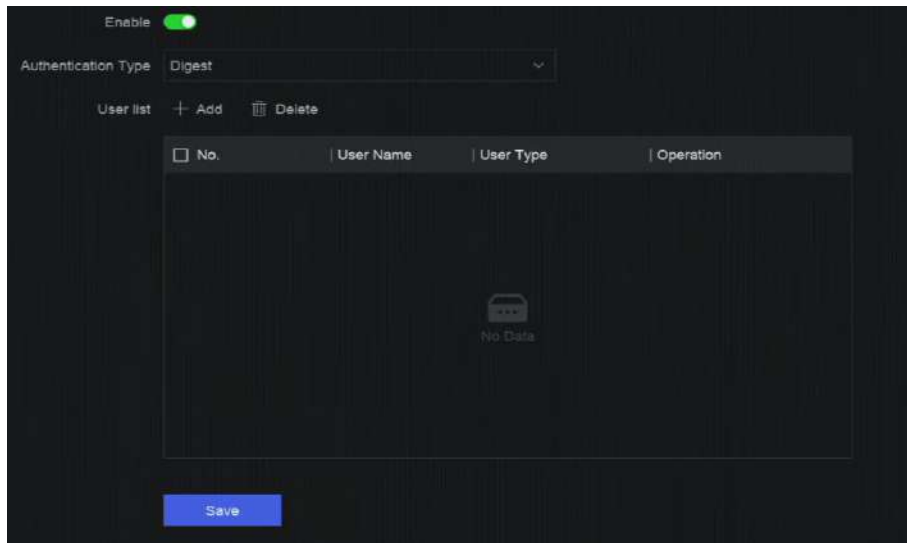 Enable
Authentication Type Digest
User list + Add Delete
No. | User Name | User Type | Operation
No Data
Save